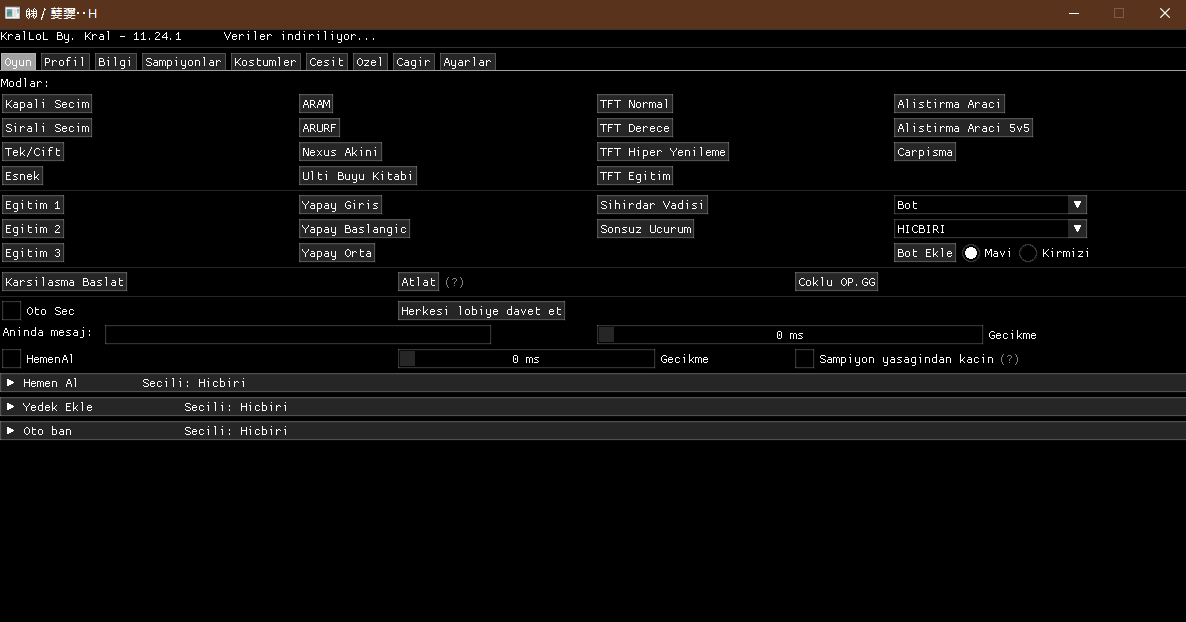 H
KralLoL By. Kral - 11.24.1 Veriler indiriliyor...
Oyun Profil Bilgi Sampiyonlar Kostumler Cesit Ozel Cagir Ayarlar
Modlar:
Kapali Secim ARAM TFT Normal Alistirma Araci
Sirali Secim ARURF TFT Derece Alistirma Araci 5v5
Tek/Cift Nexus Akini TFT Hiper Yenileme Carpisma
Esnek Ulti Buyu Kitabi TFT Egitim
Egitim 1 Yapay Giris Sihirdar Vadisi Bot
Egitim 2 Yapay Baslangic Sonsuz Ucurum HICBIRI
Egitim 3 Yapay Orta Bot Ekle Mavi Kirmizi
Karsilasma Baslat Atlat (?) Coklu OP.GG
Oto Sec Herkesi lobiye davet et
Aninda mesaj: 0 ms Gecikme
HemenAl 0 ms Gecikme Sampiyon yasagindan kacin (?)
Hemen Al Secili: Hicbiri
Yedek Ekle Secili: Hicbiri
Oto ban Secili: Hicbiri